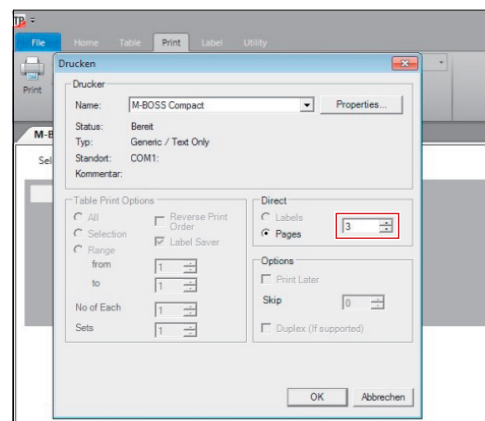 TP
File Home Table Print Label Utility
Print
Drucken
Drucker
Name: M-BOSS Compact Properties...
Status: Bereit
Typ: Generic / Text Only
Standort: COM1:
Kommentar:
Table Print Options
All
Selection
Range
from 1
to 1
No of Each 1
Sets 1
Reverse Print
Order
Label Saver
Direct
Labels
Pages
3
Options
Print Later
Skip 0
Duplex (If supported)
OK Abbrechen
M-B
Sel